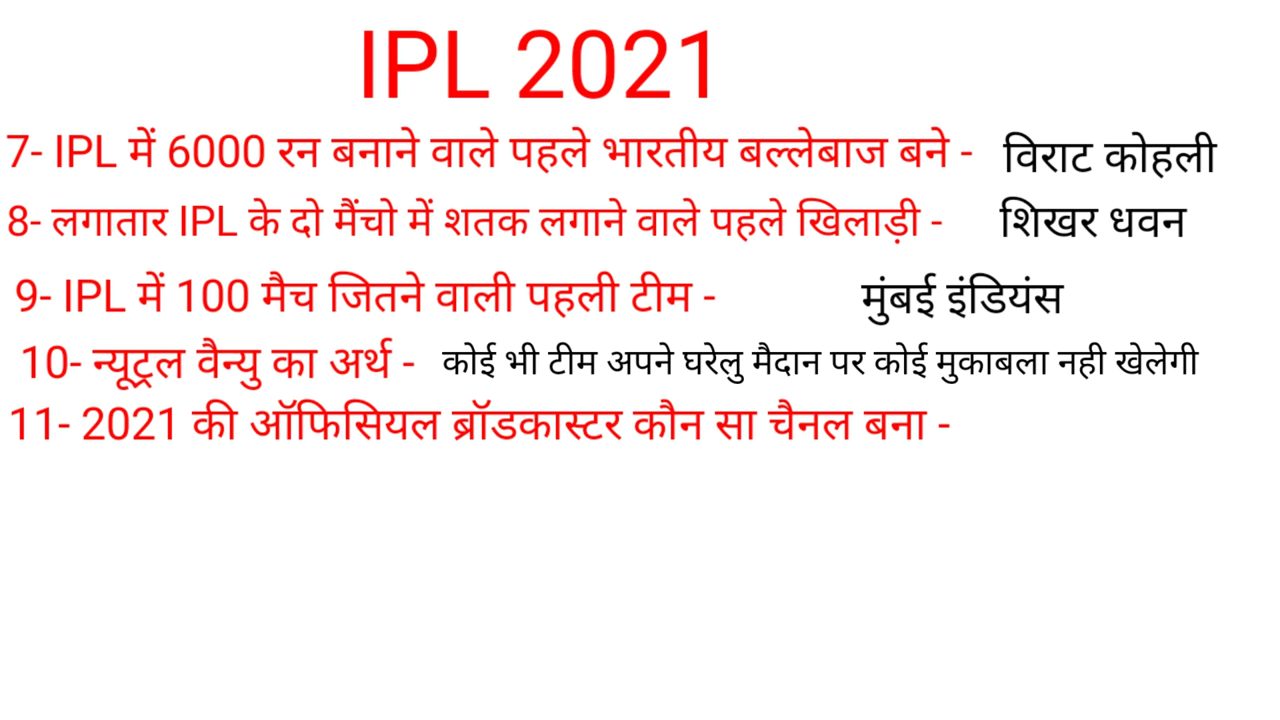 IPL 2021
7- IPL में 6000 रन बनाने वाले पहले भारतीय बल्लेबाज बने - विराट कोहली
8- लगातार IPL के दो मैंचो में शतक लगाने वाले पहले खिलाड़ी - शिखर धवन
9- IPL में 100 मैच जितने वाली पहली टीम - मुंबई इंडियंस
10- न्यूट्रल वैन्यु का अर्थ - कोई भी टीम अपने घरेलु मैदान पर कोई मुकाबला नही खेलेगी
11- 2021 की ऑफिसियल ब्रॉडकास्टर कौन सा चैनल बना -